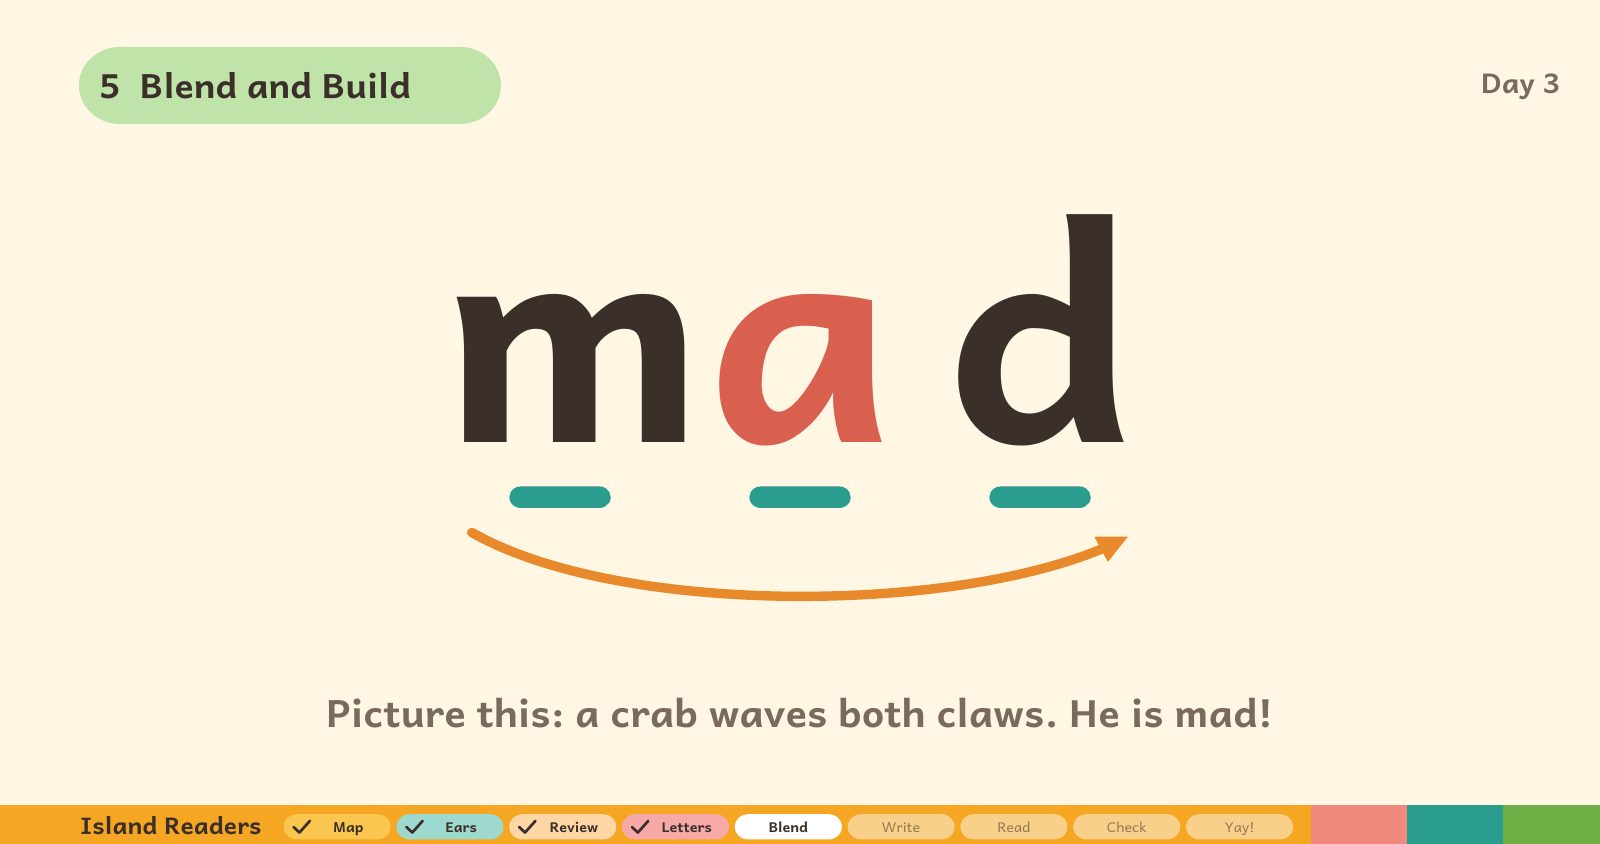 5 Blend and Build
Day 3
mad
Picture this: a crab waves both claws. He is mad!
Island Readers
Map
Ears
Review
Letters
Blend
Write
Read
Check
Yay!